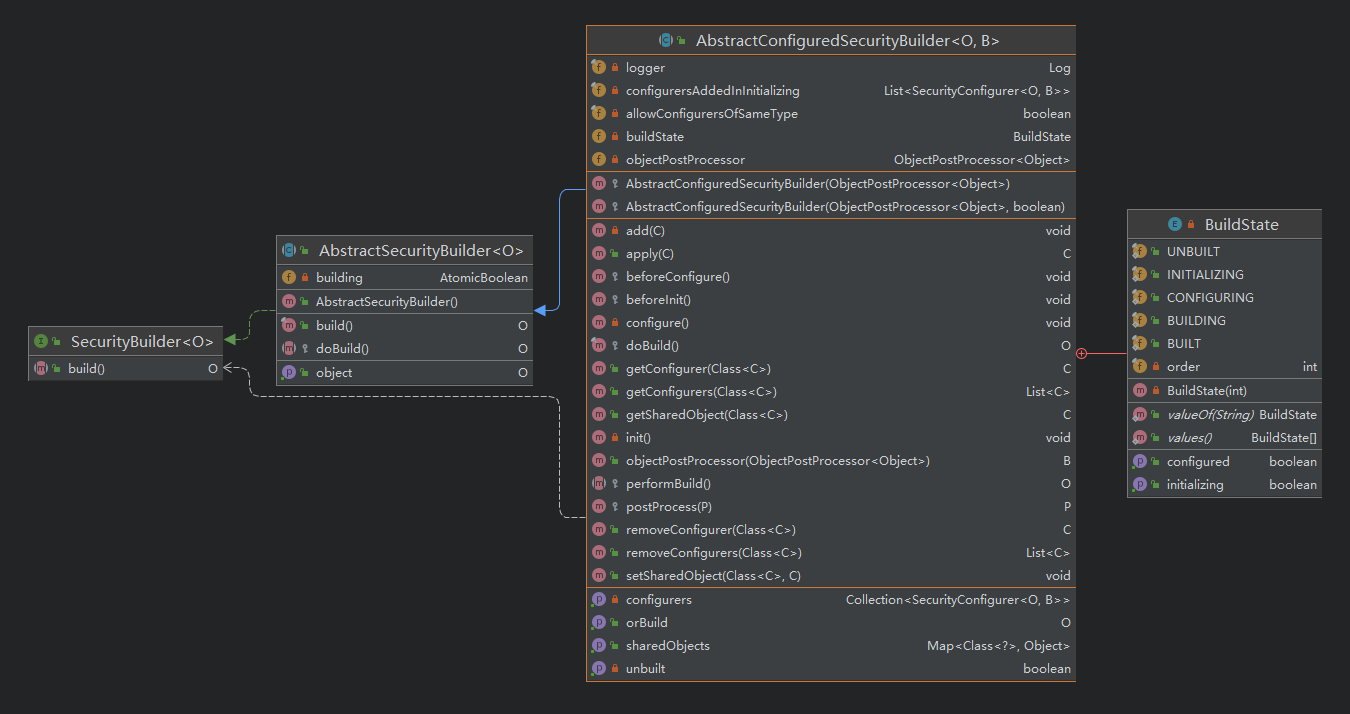 SecurityBuilder<O>
build() O
AbstractSecurityBuilder<O>
building AtomicBoolean
AbstractSecurityBuilder()
build() O
doBuild() O
object O
AbstractConfiguredSecurityBuilder<O, B>
logger Log
configurersAddedInInitializing List<SecurityConfigurer<O, B>>
allowConfigurersOfSameType boolean
buildState BuildState
objectPostProcessor ObjectPostProcessor<Object>
AbstractConfiguredSecurityBuilder(ObjectPostProcessor<Object>)
AbstractConfiguredSecurityBuilder(ObjectPostProcessor<Object>, boolean)
add(C) void
apply(C) C
beforeConfigure() void
beforeInit() void
configure() void
doBuild() O
getConfigurer(Class<C>) C
getConfigurers(Class<C>) List<C>
getSharedObject(Class<C>) C
init() void
objectPostProcessor(ObjectPostProcessor<Object>) B
performBuild() O
postProcess(P) P
removeConfigurer(Class<C>) C
removeConfigurers(Class<C>) List<C>
setSharedObject(Class<C>, C) void
configurers Collection<SecurityConfigurer<O, B>>
orBuild O
sharedObjects Map<Class<?>, Object>
unbuilt boolean
BuildState
UNBUILT
INITIALIZING
CONFIGURING
BUILDING
BUILT
order int
BuildState(int)
valueOf(String) BuildState
values() BuildState[]
configured boolean
initializing boolean